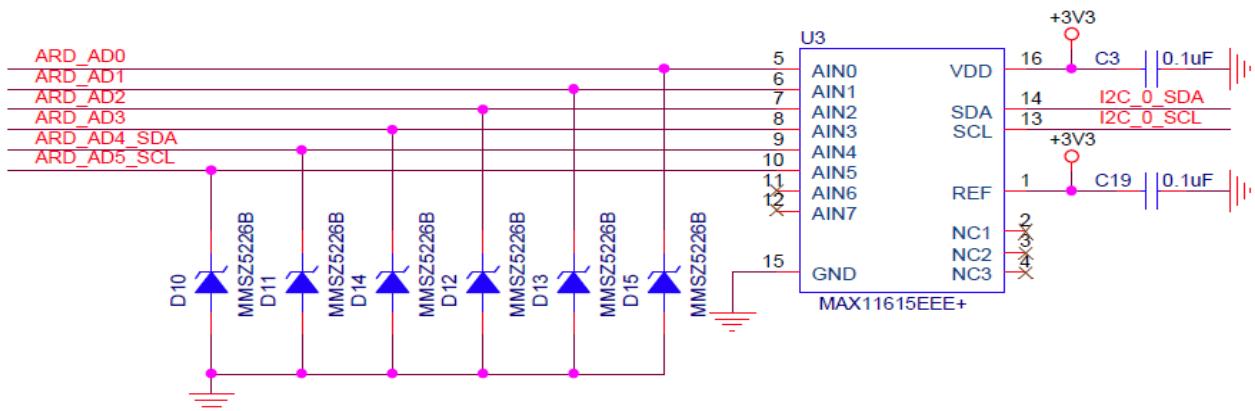 +3V3
U3
ARD_AD0
5
AIN0
VDD
16
C3
0.1uF
ARD_AD1
6
AIN1
ARD_AD2
7
AIN2
SDA
14
I2C_0_SDA
ARD_AD3
8
AIN3
SCL
13
I2C_0_SCL
ARD_AD4_SDA
9
AIN4
+3V3
ARD_AD5_SCL
10
AIN5
11
AIN6
REF
1
C19
0.1uF
12
AIN7
NC1
2
NC2
3
15
GND
NC3
4
MAX11615EEE+
D10
MMSZ5226B
D11
MMSZ5226B
D14
MMSZ5226B
D12
MMSZ5226B
D13
MMSZ5226B
D15
MMSZ5226B